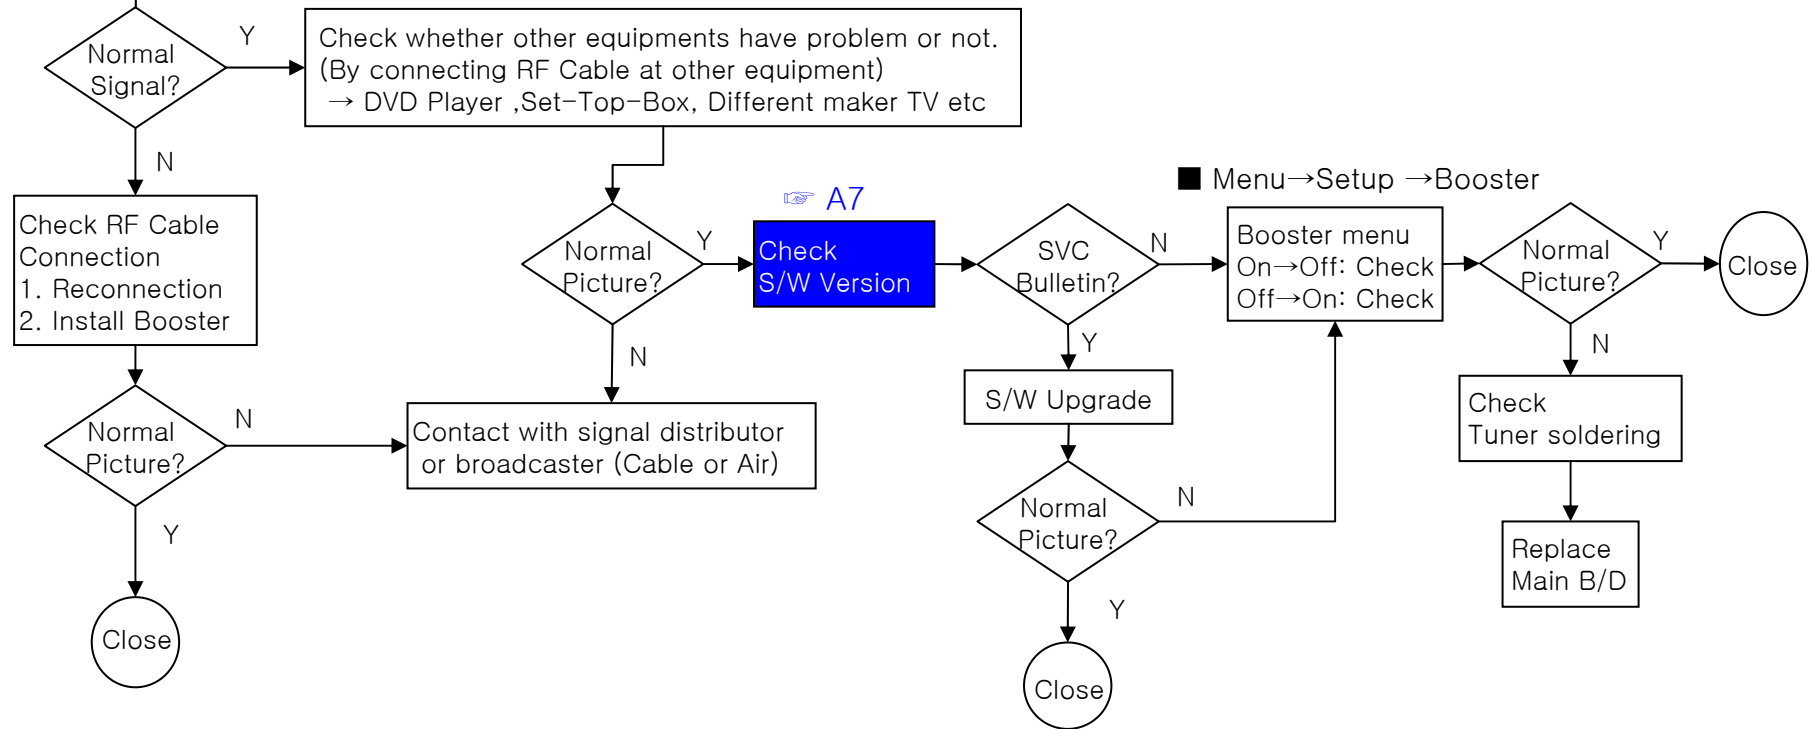 Normal
Signal?
Y
Check whether other equipments have problem or not.
(By connecting RF Cable at other equipment)
→ DVD Player ,Set-Top-Box, Different maker TV etc
N
Check RF Cable
Connection
1. Reconnection
2. Install Booster
Normal
Picture?
N
Y
Close
Contact with signal distributor
or broadcaster (Cable or Air)
Normal
Picture?
Y
N
☞ A7
Check
S/W Version
SVC
Bulletin?
N
Y
S/W Upgrade
Normal
Picture?
N
Y
Close
■ Menu→Setup →Booster
Booster menu
On→Off: Check
Off→On: Check
Normal
Picture?
Y
Close
N
Check
Tuner soldering
Replace
Main B/D